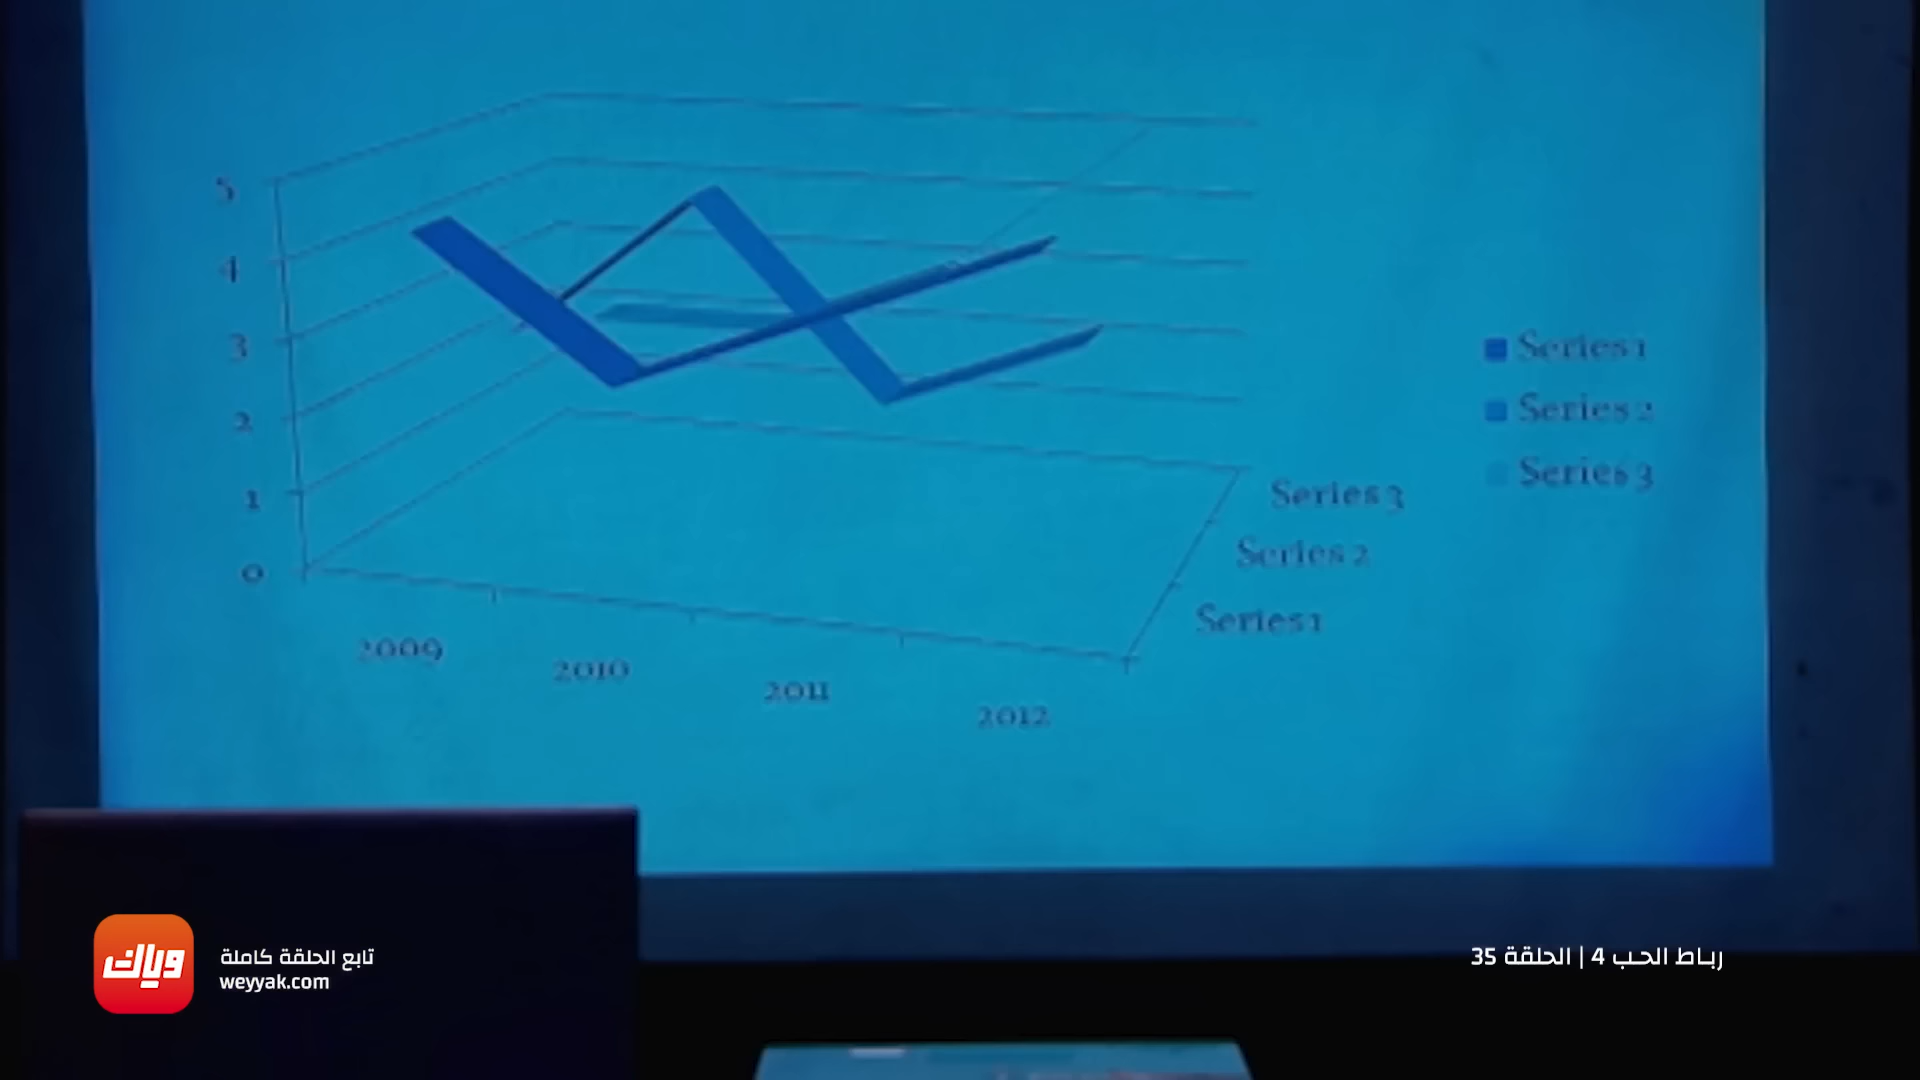 5
4
3
2
1
0
2009
2010
2011
2012
Series 3
Series 2
Series 1
Series 1
Series 2
Series 3
وياك
تابع الحلقة كاملة
weyyak.com
رباط الحب 4 | الحلقة 35